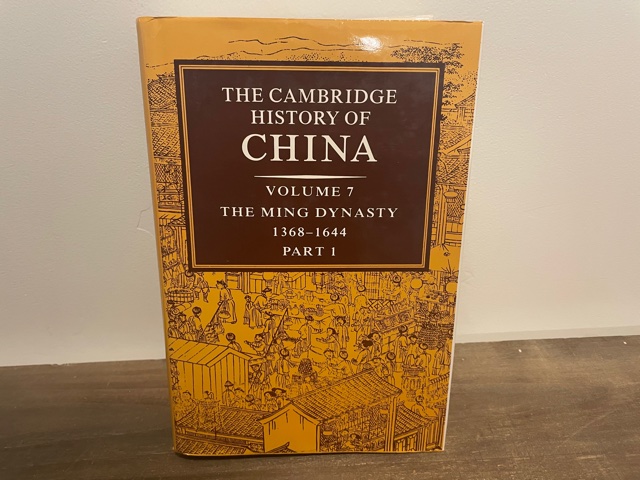 THE CAMBRIDGE
HISTORY OF
CHINA
VOLUME 7
THE MING DYNASTY
1368–1644
PART 1